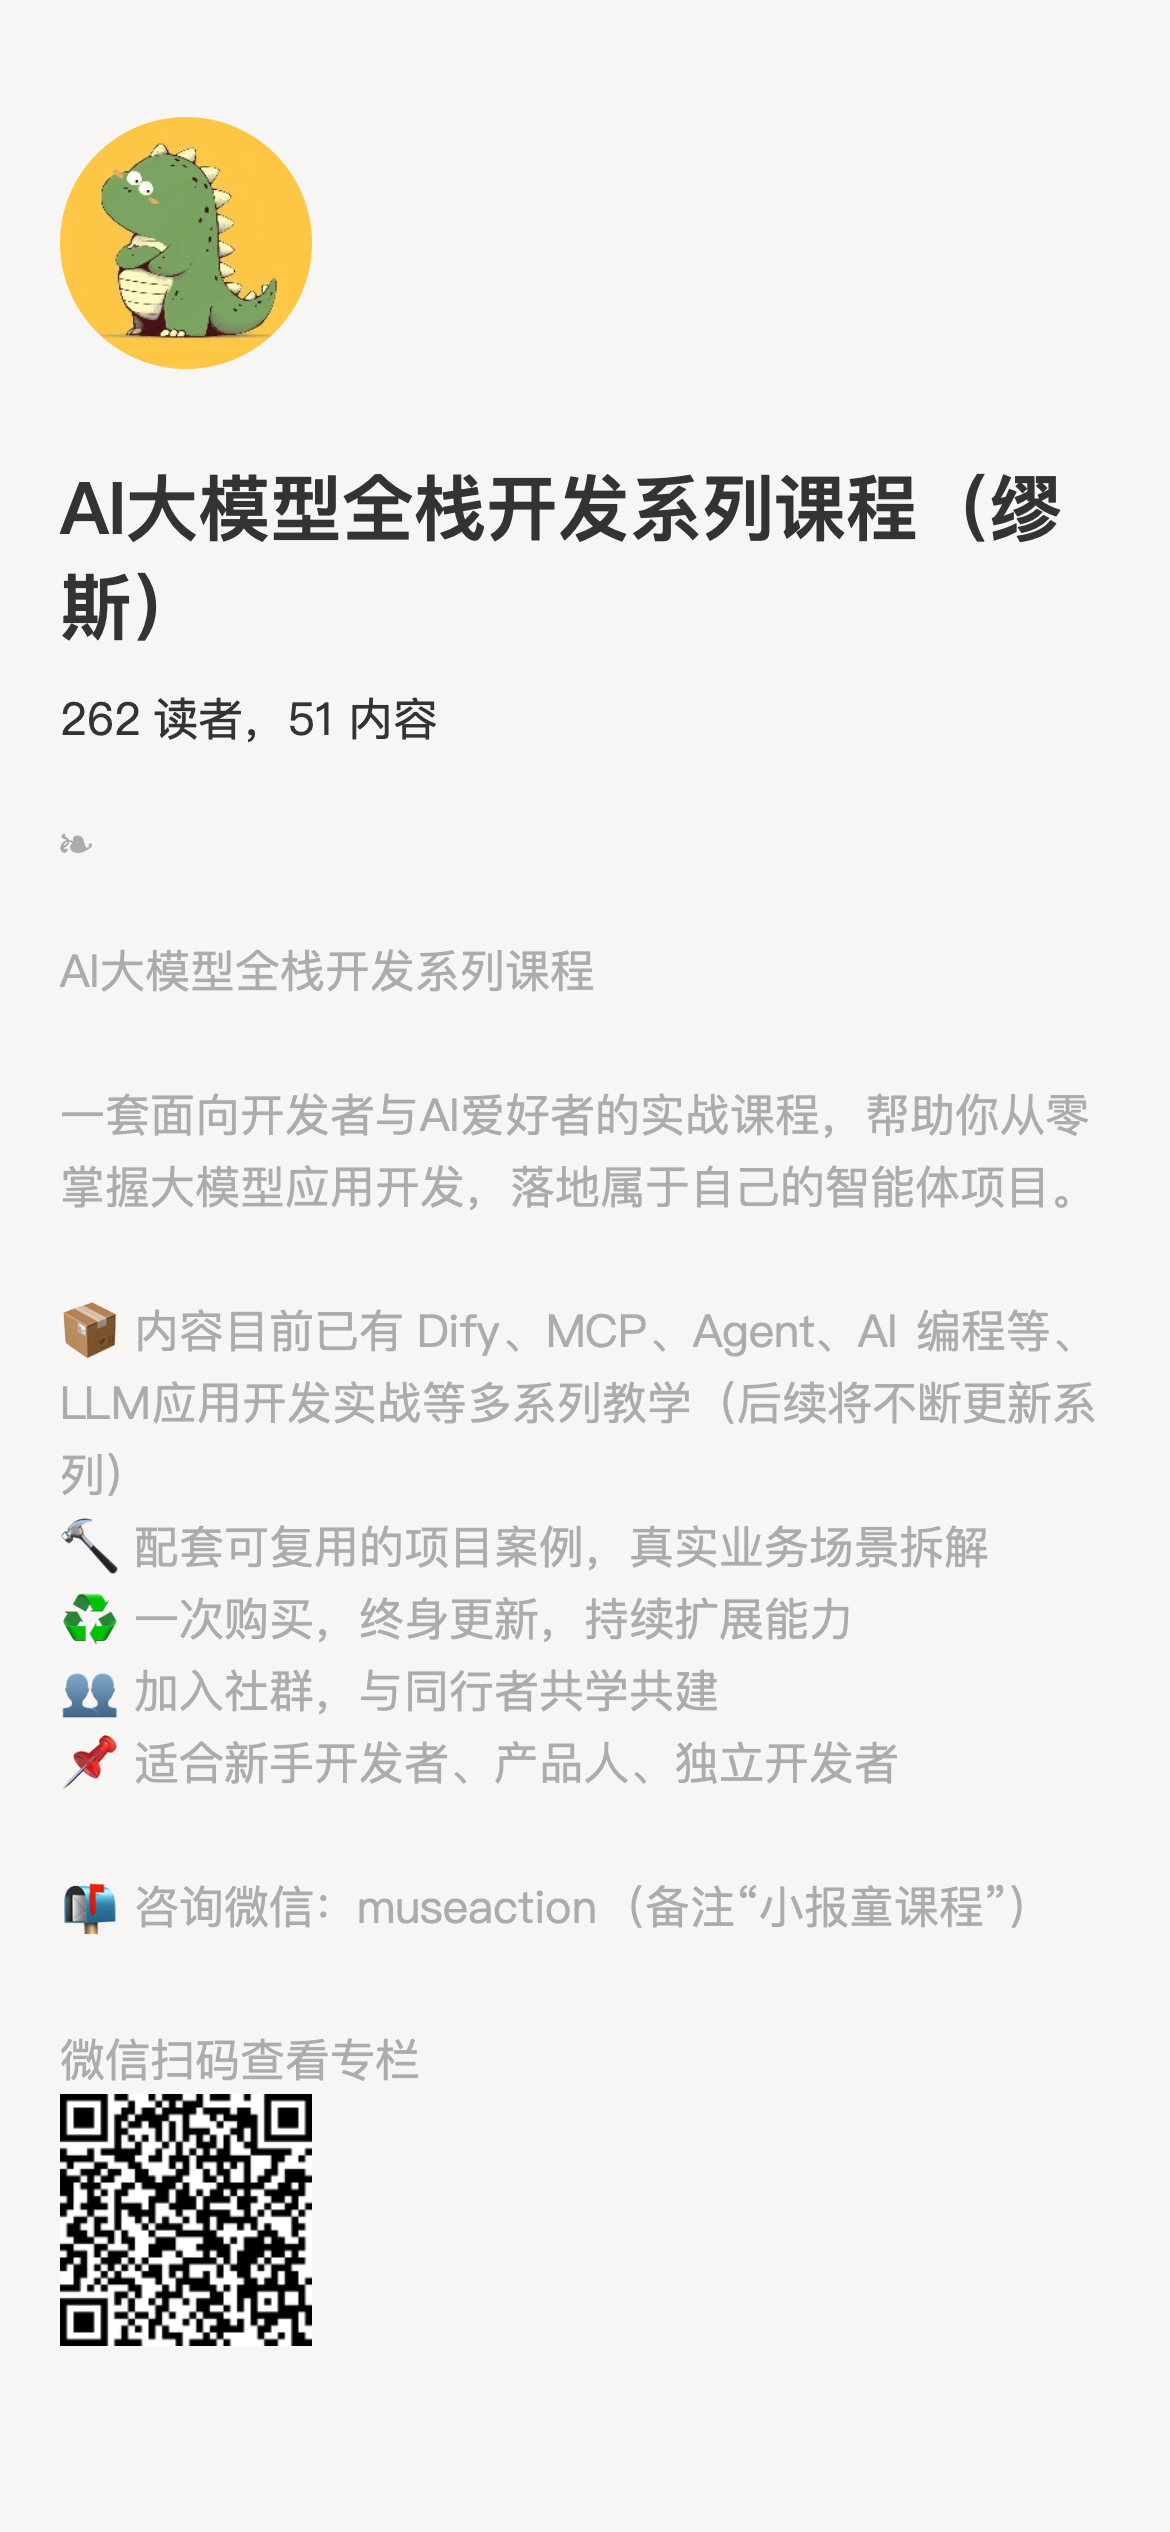 AI大模型全栈开发系列课程（缪
斯）
262 读者，51 内容
❧
AI大模型全栈开发系列课程
一套面向开发者与AI爱好者的实战课程，帮助你从零
掌握大模型应用开发，落地属于自己的智能体项目。
📦 内容目前已有 Dify、MCP、Agent、AI 编程等、
LLM应用开发实战等多系列教学（后续将不断更新系
列）
🔨 配套可复用的项目案例，真实业务场景拆解
♻️ 一次购买，终身更新，持续扩展能力
👥 加入社群，与同行者共学共建
📌 适合新手开发者、产品人、独立开发者
📬 咨询微信：museaction（备注“小报童课程”）
微信扫码查看专栏